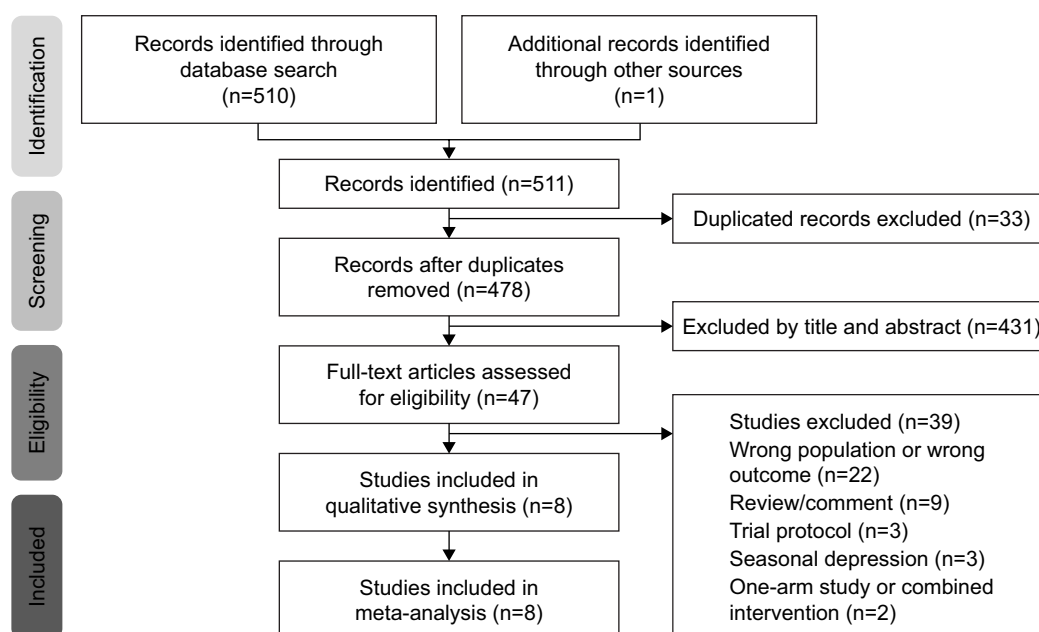 Identification
Records identified through
database search
(n=510)
Additional records identified
through other sources
(n=1)
Records identified (n=511)
Screening
Duplicated records excluded (n=33)
Records after duplicates
removed (n=478)
Excluded by title and abstract (n=431)
Eligibility
Full-text articles assessed
for eligibility (n=47)
Studies excluded (n=39)
Wrong population or wrong
outcome (n=22)
Review/comment (n=9)
Trial protocol (n=3)
Seasonal depression (n=3)
One-arm study or combined
intervention (n=2)
Studies included in
qualitative synthesis (n=8)
Included
Studies included in
meta-analysis (n=8)